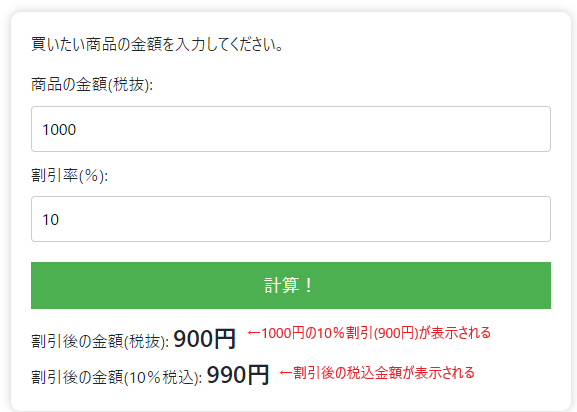 買いたい商品の金額を入力してください。
商品の金額(税抜):
1000
割引率(%):
10
計算！
割引後の金額(税抜): 900円 ←1000円の10%割引(900円)が表示される
割引後の金額(10%税込): 990円 ←割引後の税込金額が表示される